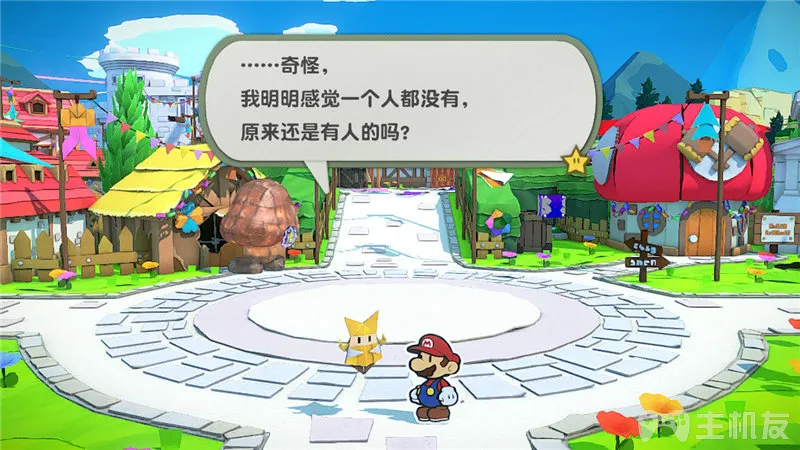 ……奇怪，
我明明感觉一个人都没有，
原来还是有人的吗？
主机友